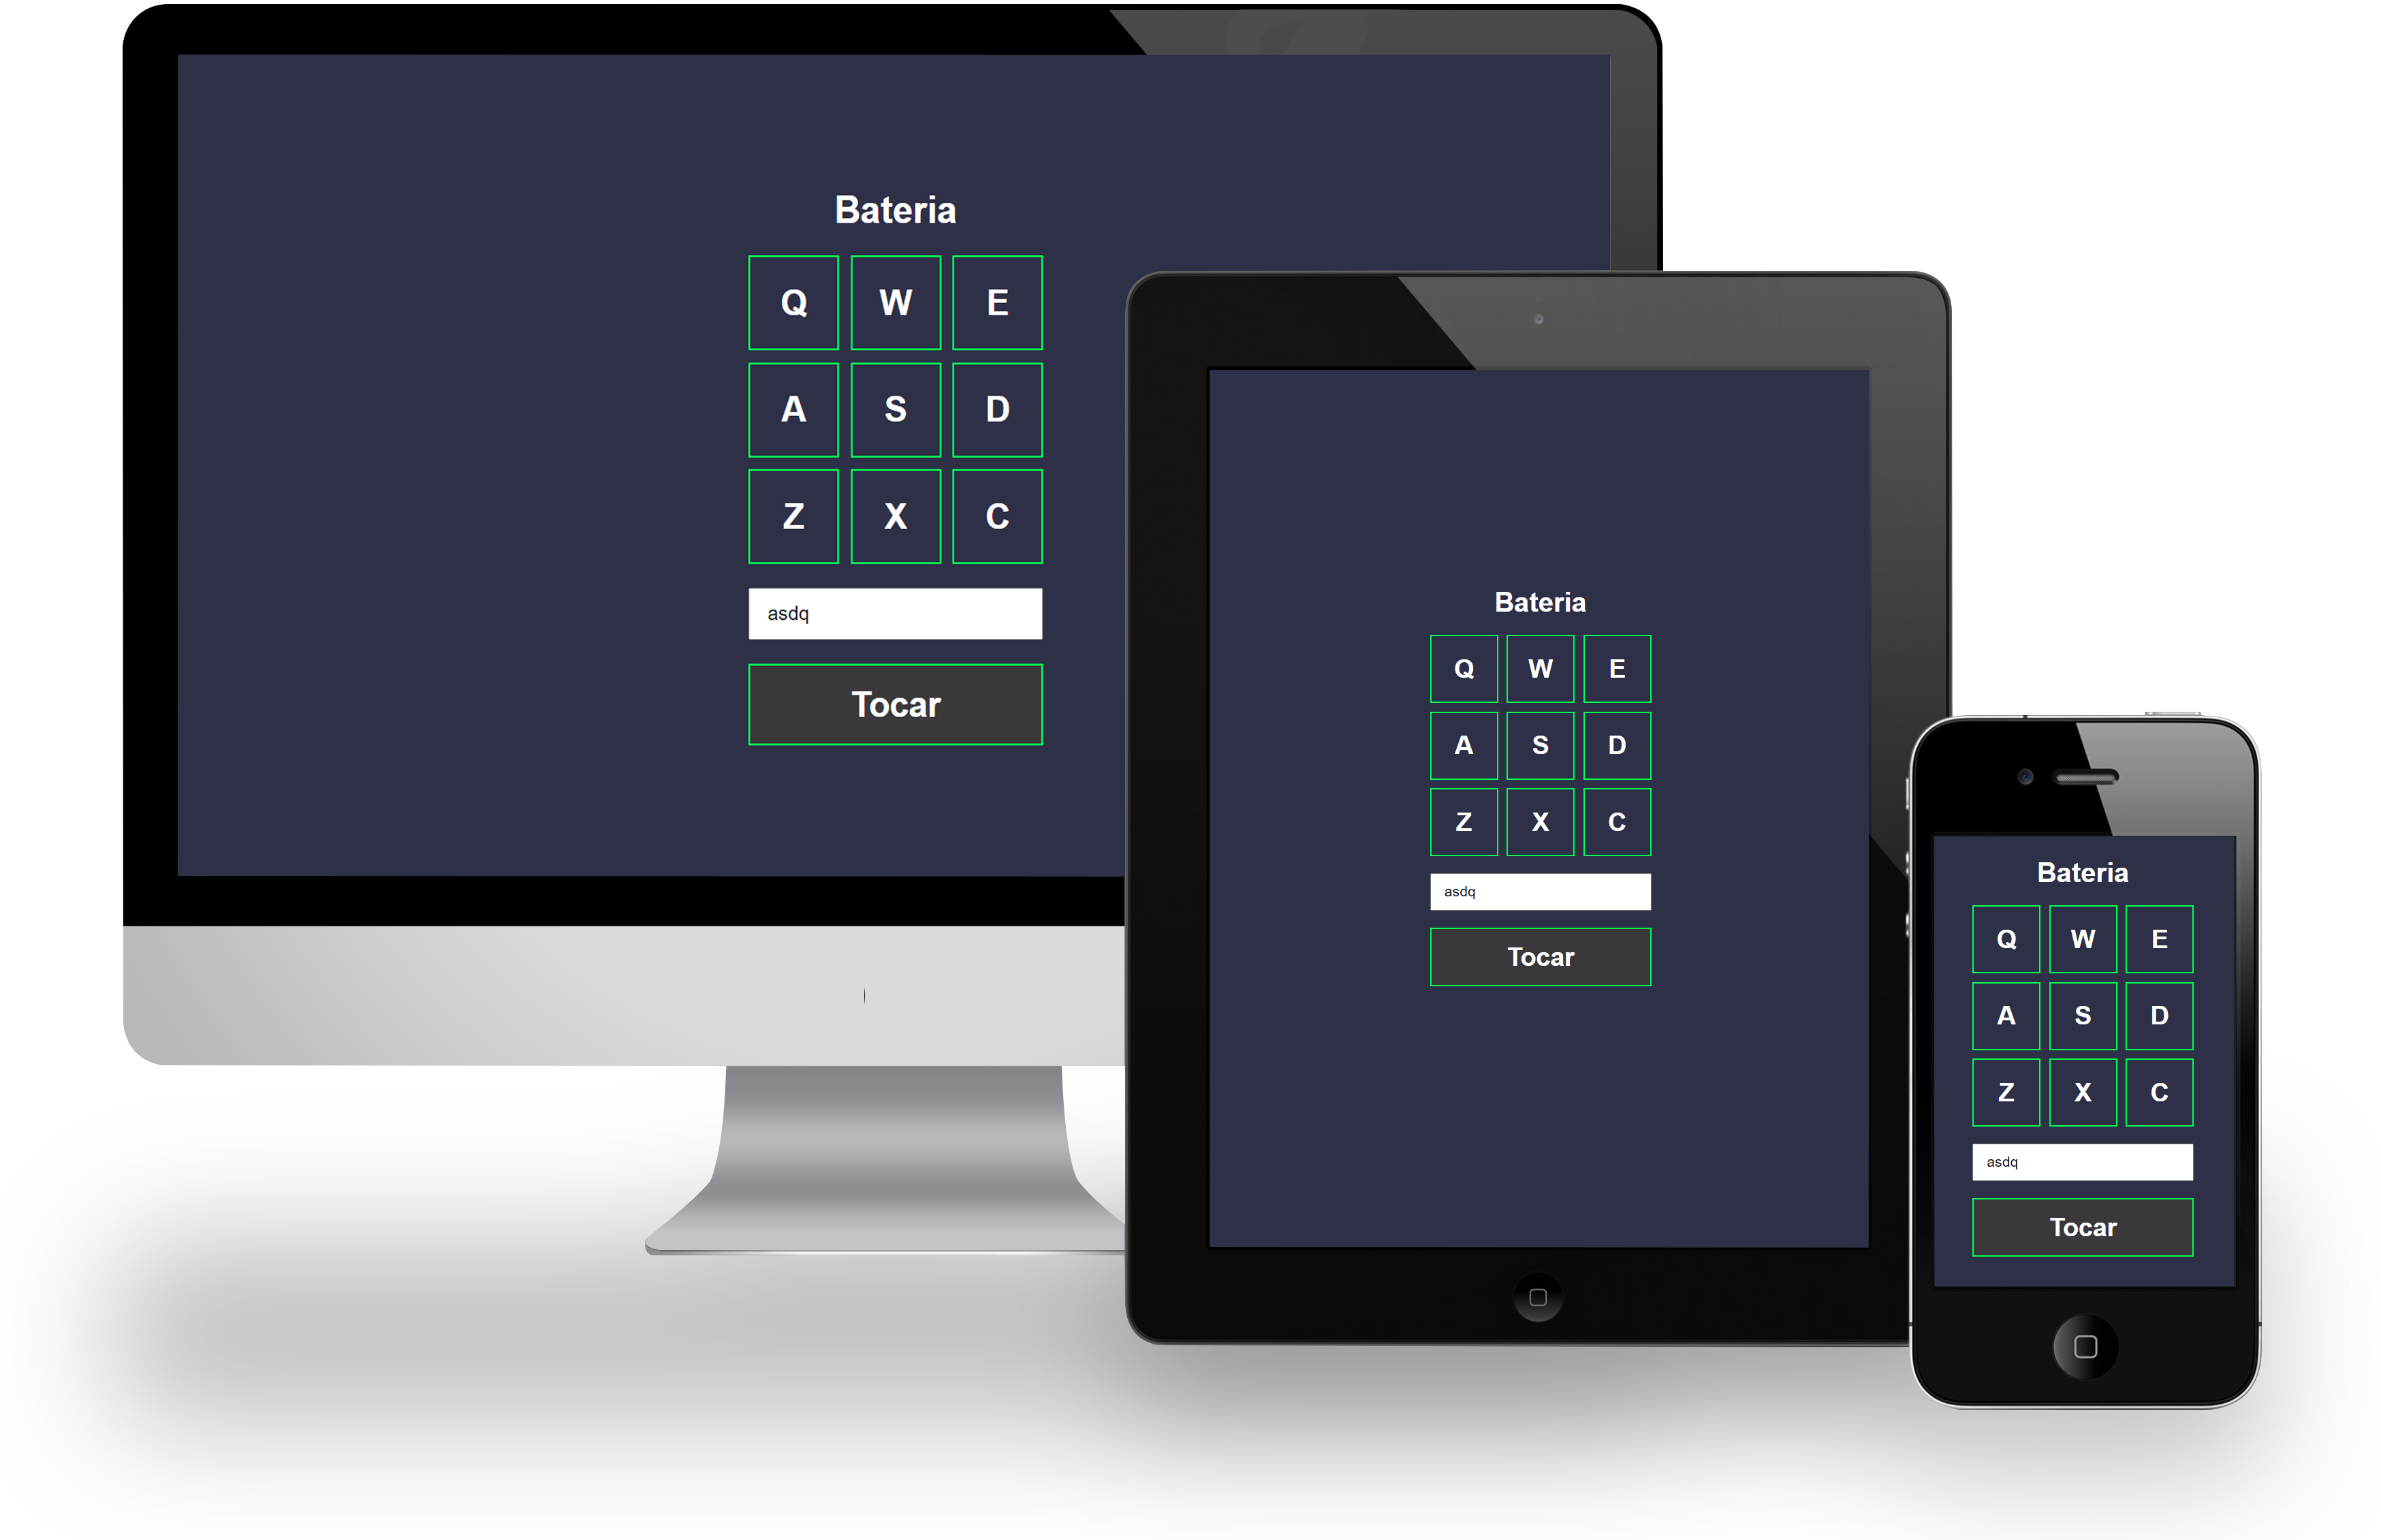 Bateria
Q W E
A S D
Z X C
asdq
Tocar
Bateria
Q W E
A S D
Z X C
asdq
Tocar
Bateria
Q W E
A S D
Z X C
asdq
Tocar